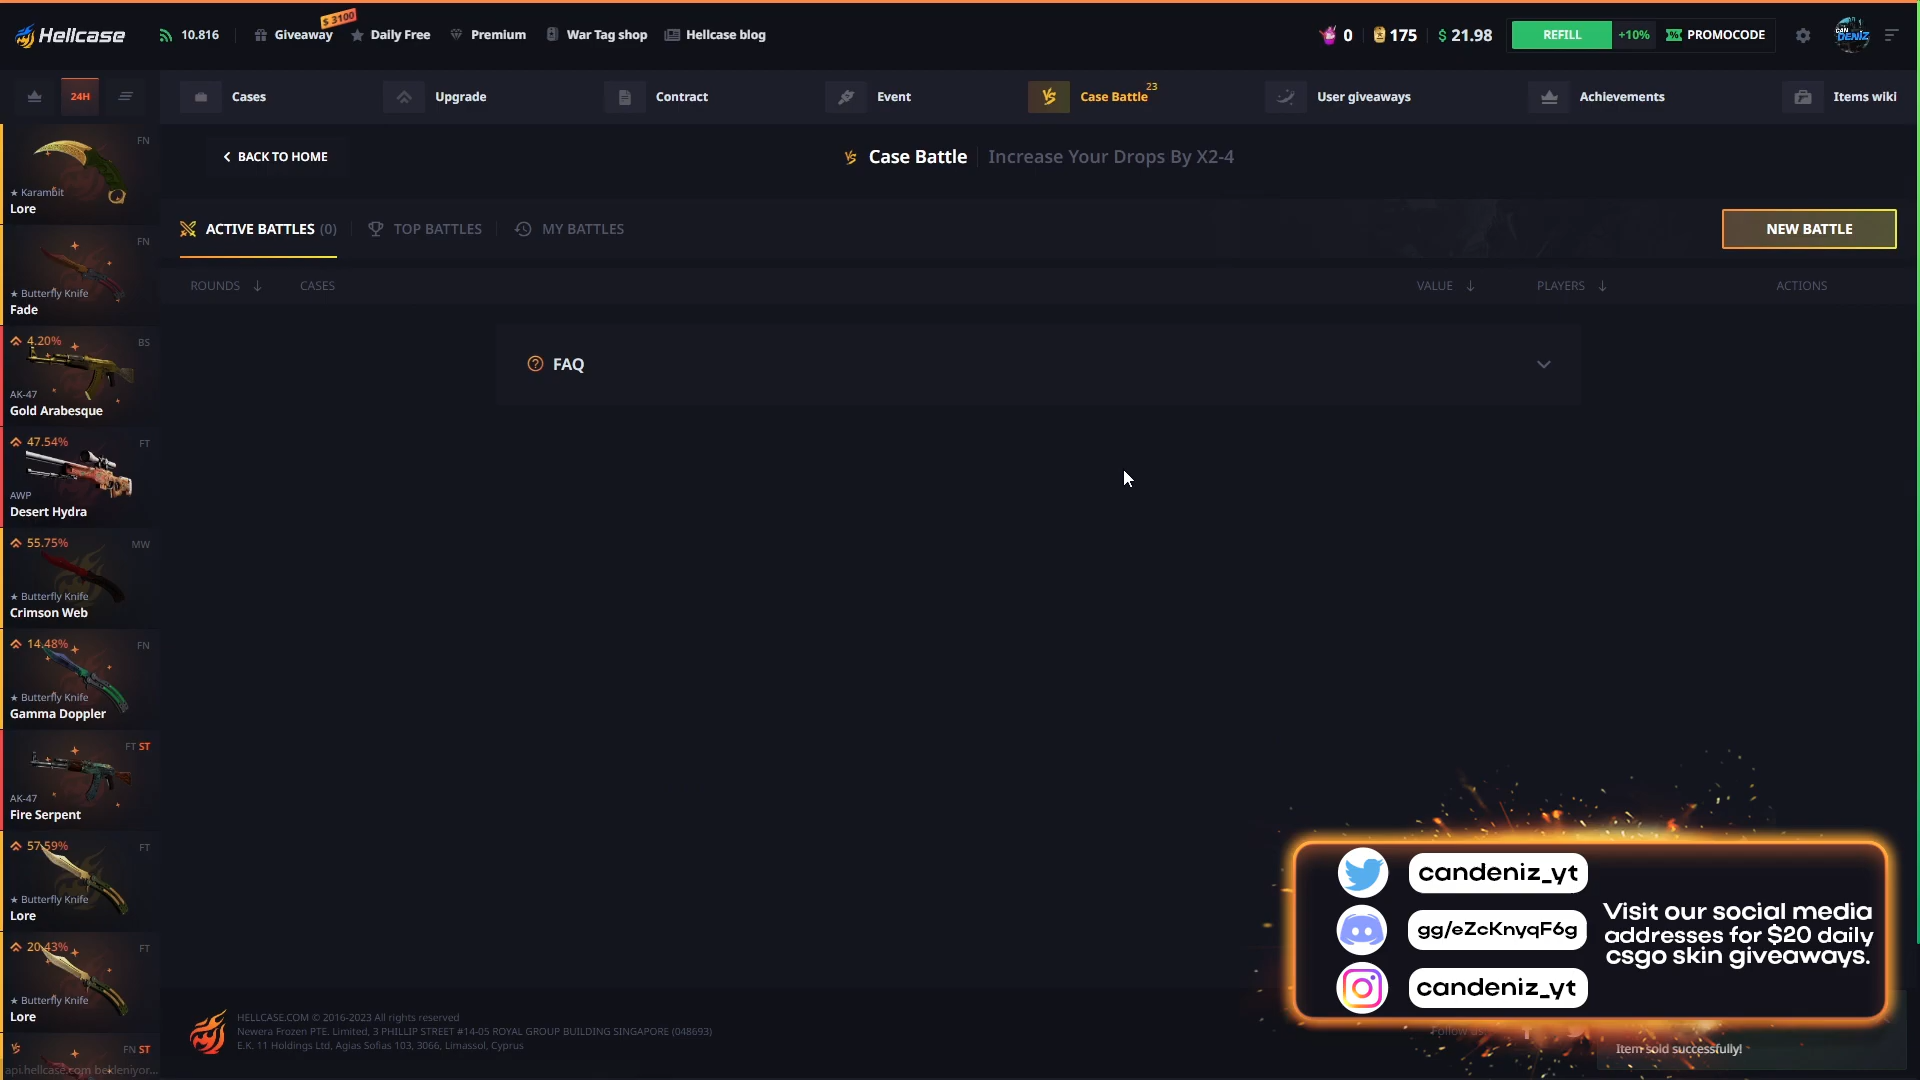 Hellcase
10.816
Giveaway
$ 3100
Daily Free
Premium
War Tag shop
Hellcase blog
0
175
$ 21.98
REFILL
+10%
PROMOCODE
CAN DENIZ
24H
Cases
Upgrade
Contract
Event
Case Battle
23
User giveaways
Achievements
Items wiki
BACK TO HOME
Case Battle
Increase Your Drops By X2-4
ACTIVE BATTLES (0)
TOP BATTLES
MY BATTLES
NEW BATTLE
ROUNDS
CASES
VALUE
PLAYERS
ACTIONS
FAQ
FN
★ Karambit
Lore
FN
★ Butterfly Knife
Fade
4.20%
BS
AK-47
Gold Arabesque
47.54%
FT
AWP
Desert Hydra
55.75%
MW
★ Butterfly Knife
Crimson Web
14.48%
FN
★ Butterfly Knife
Gamma Doppler
FT ST
AK-47
Fire Serpent
57.59%
FT
★ Butterfly Knife
Lore
20.43%
FT
★ Butterfly Knife
Lore
FN ST
api.hellcase.com bekleniyor...
HELLCASE.COM © 2016-2023 All rights reserved
Newera Frozen PTE. Limited, 3 PHILLIP STREET #14-05 ROYAL GROUP BUILDING SINGAPORE (048693)
E.K. 11 Holdings Ltd, Agias Sofias 103, 3066, Limassol, Cyprus
candeniz_yt
gg/eZcKnyqF6g
candeniz_yt
Visit our social media
addresses for $20 daily
csgo skin giveaways.
Follow us
Item sold successfully!